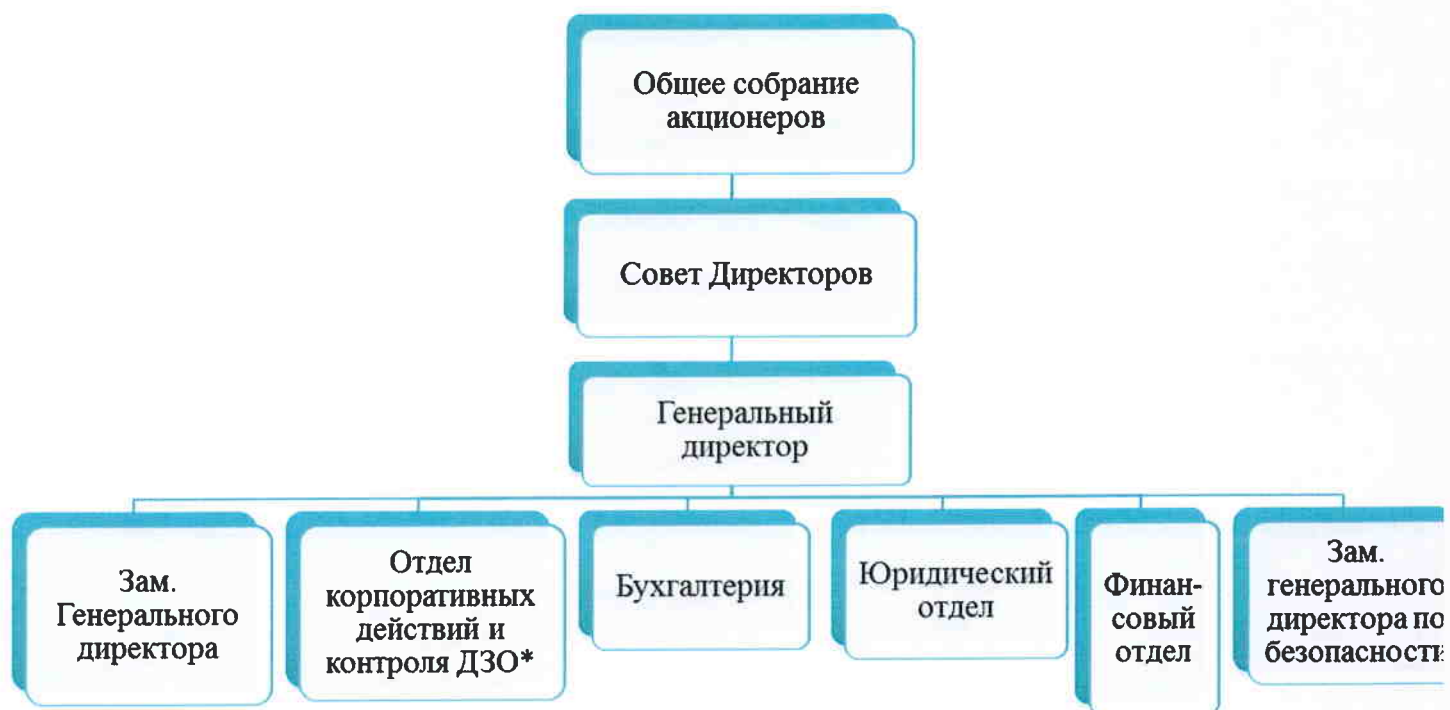 Общее собрание
акционеров
Совет Директоров
Генеральный
директор
Зам.
Генерального
директора
Отдел
корпоративных
действий и
контроля ДЗО*
Бухгалтерия
Юридический
отдел
Финан-
совый
отдел
Зам.
генерального
директора по
безопасности